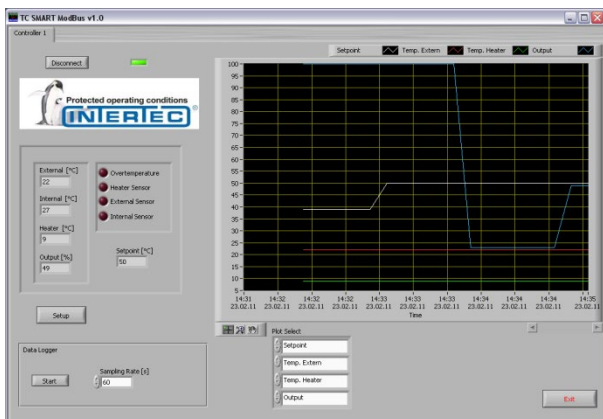 TC SMART ModBus v1.0
Controller 1
Disconnect
Protected operating conditions
INTERTEC
External [°C]
22
Internal [°C]
27
Heater [°C]
9
Output [%]
49
Overtemperature
Heater Sensor
External Sensor
Internal Sensor
Setpoint [°C]
50
Setup
Data Logger
Start
Sampling Rate [s]
60
Setpoint Temp. Extern Temp. Heater Output
100
95
90
85
80
75
70
65
60
55
50
45
40
35
30
25
20
15
10
5
14:31 14:32 14:32 14:32 14:33 14:33 14:33 14:34 14:34 14:34 14:35
23.02.11 23.02.11 23.02.11 23.02.11 23.02.11 23.02.11 23.02.11 23.02.11 23.02.11 23.02.11 23.02.11
Time
Plot Select
Setpoint
Temp. Extern
Temp. Heater
Output
Exit